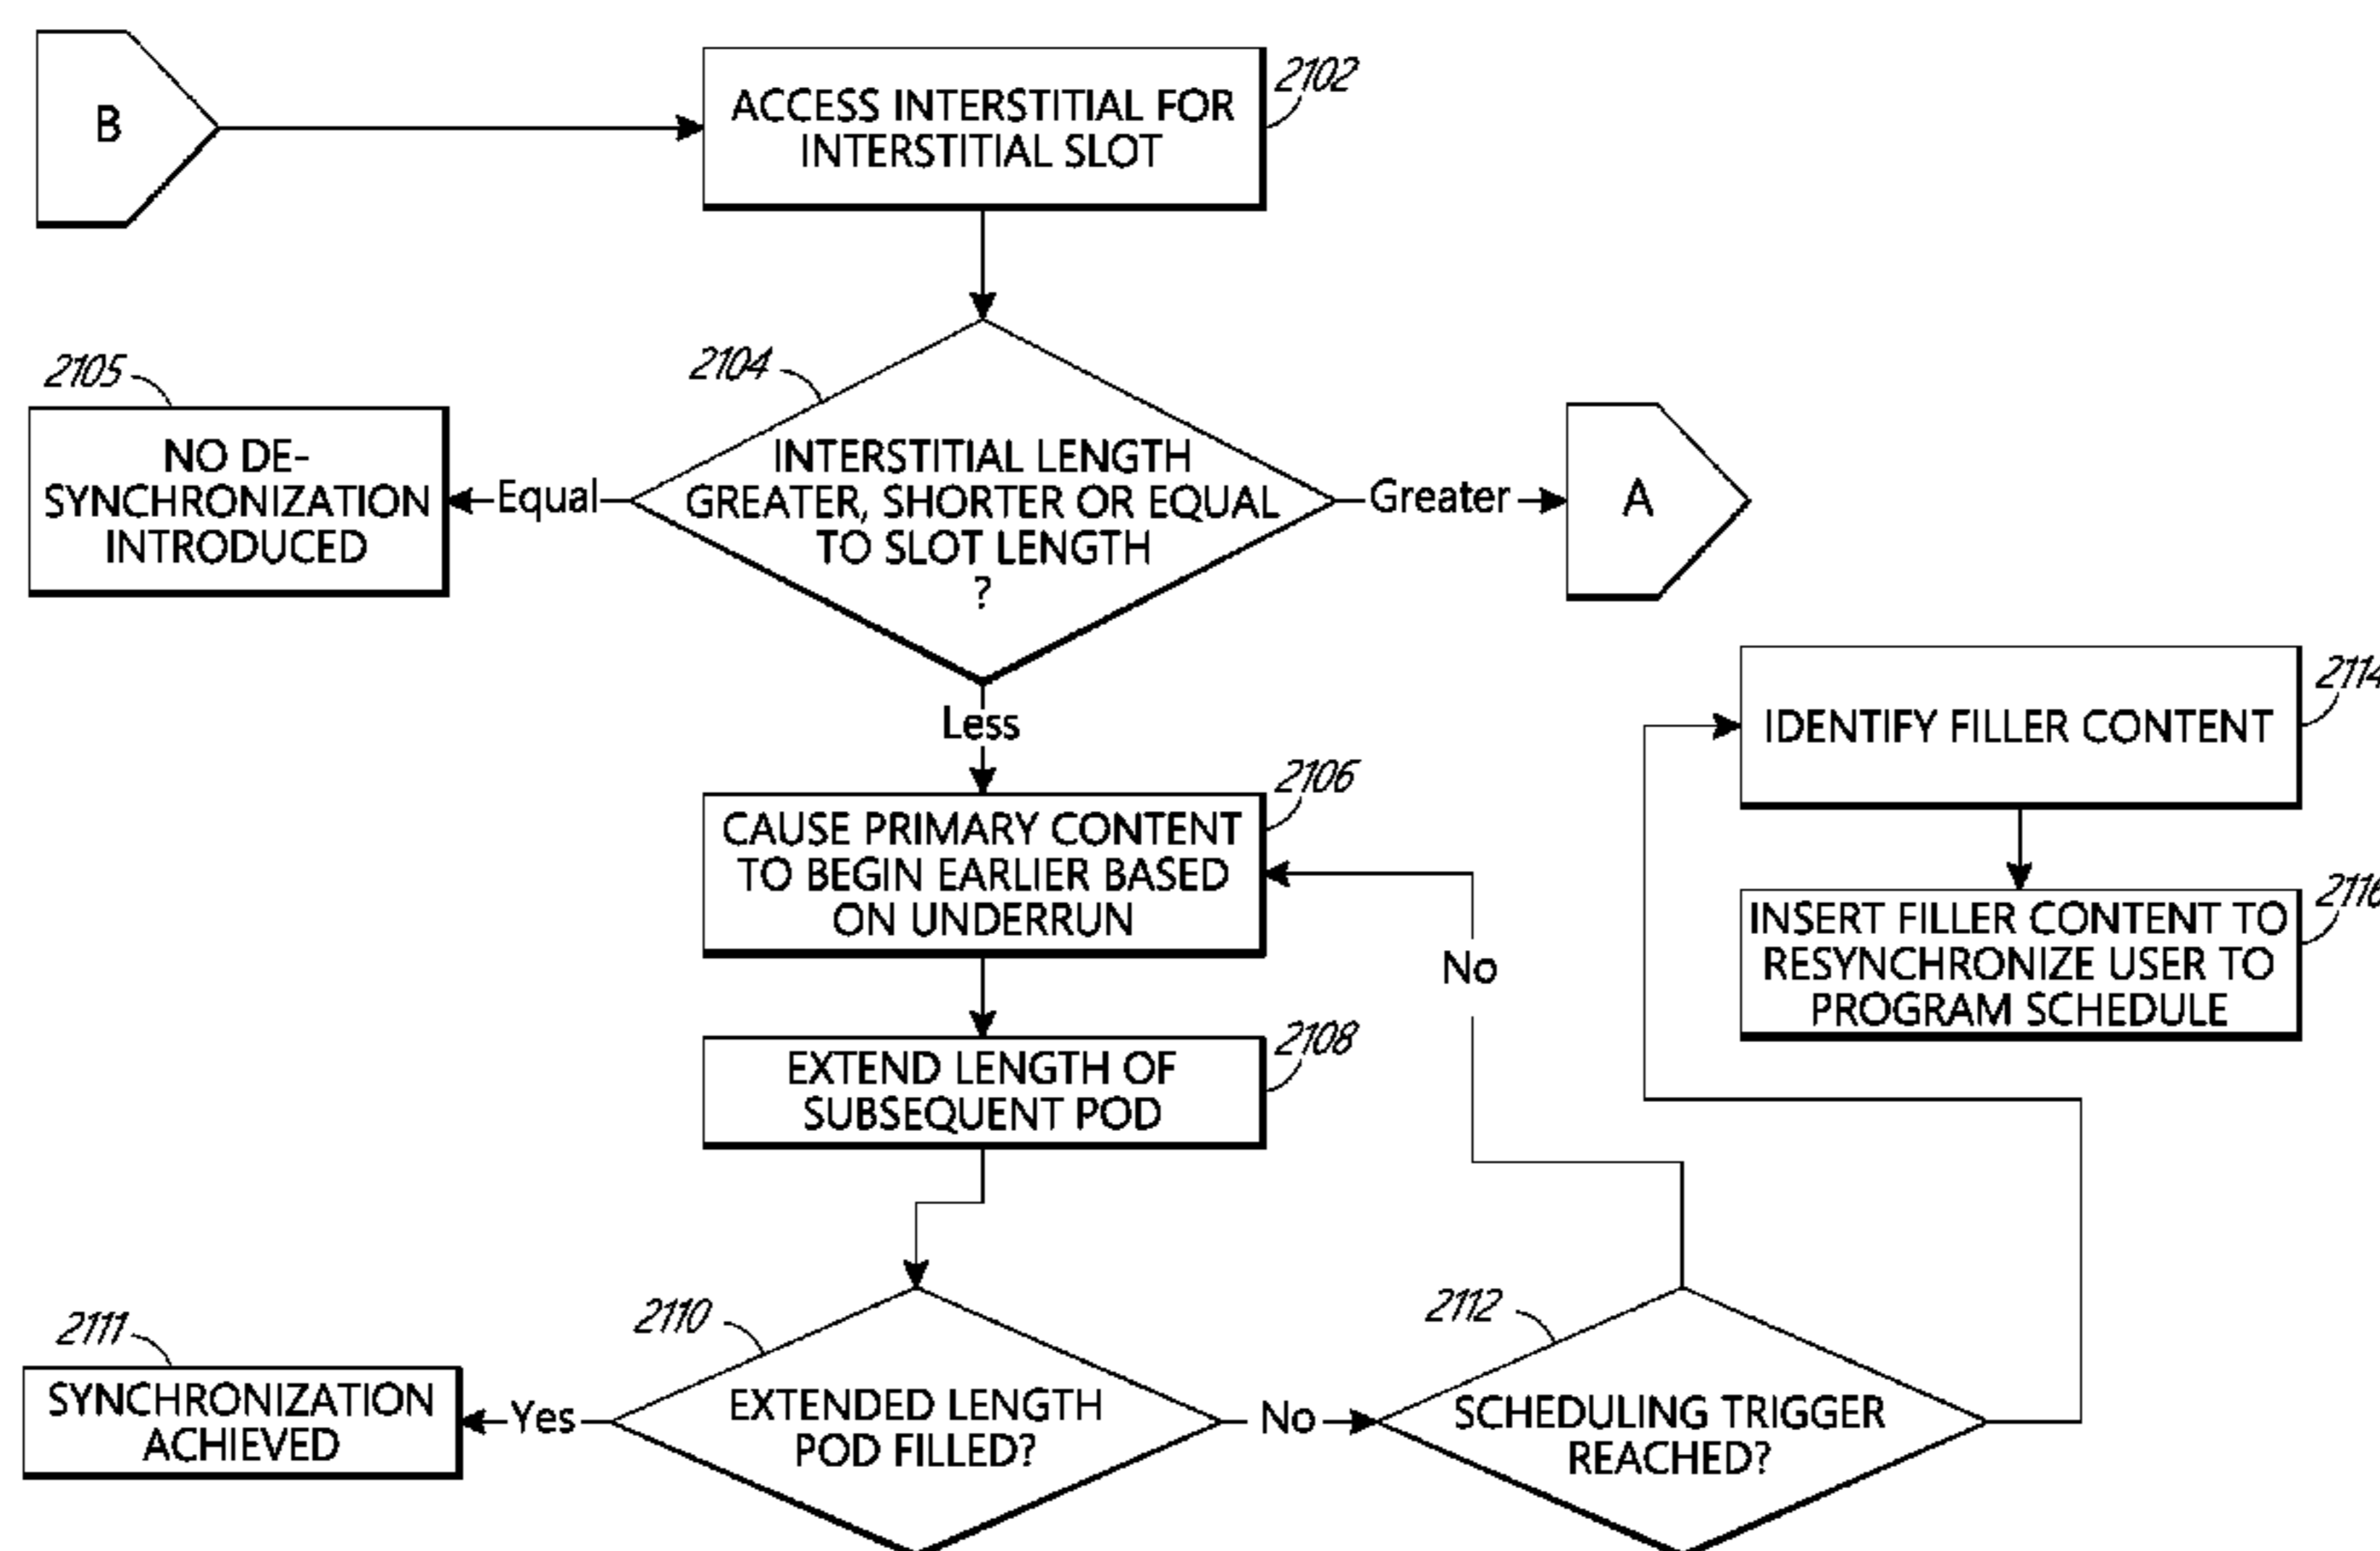 B
ACCESS INTERSTITIAL FOR
INTERSTITIAL SLOT
2102
2104
INTERSTITIAL LENGTH
GREATER, SHORTER OR EQUAL
TO SLOT LENGTH
?
Equal
2105
NO DE-
SYNCHRONIZATION
INTRODUCED
Greater
A
Less
2106
CAUSE PRIMARY CONTENT
TO BEGIN EARLIER BASED
ON UNDERRUN
2108
EXTEND LENGTH OF
SUBSEQUENT POD
2110
EXTENDED LENGTH
POD FILLED?
Yes
2111
SYNCHRONIZATION
ACHIEVED
No
2112
SCHEDULING TRIGGER
REACHED?
No
2114
IDENTIFY FILLER CONTENT
2116
INSERT FILLER CONTENT TO
RESYNCHRONIZE USER TO
PROGRAM SCHEDULE